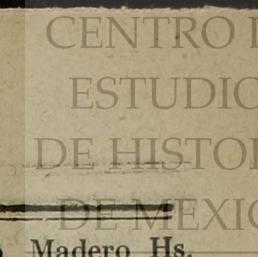 CENTRO
ESTUDIO
DE HISTO
DE MEXIC
Madero Hs.